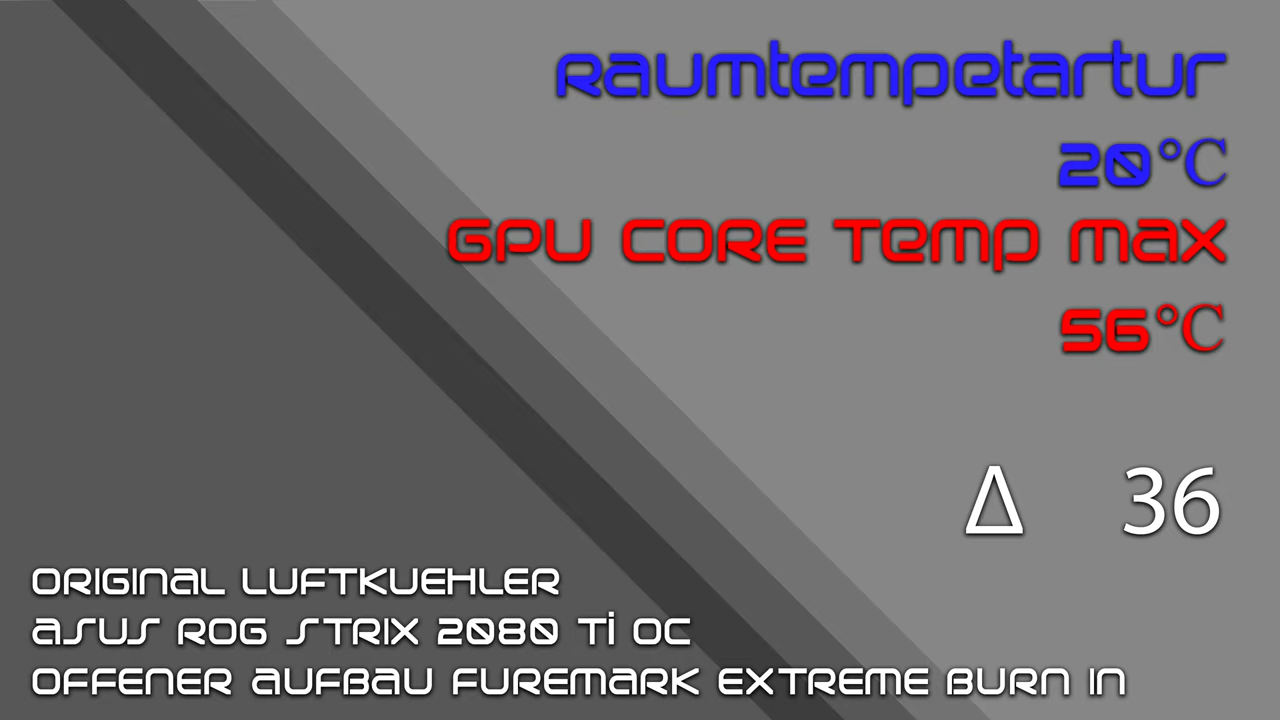 Raumtempetartur
20°C
GPU CORE Temp max
56°C
Δ 36
ORIGINAL LUFTKUEHLER
ASUS ROG STRIX 2080 Ti OC
OFFENER AUFBAU FUREMARK EXTREME BURN IN